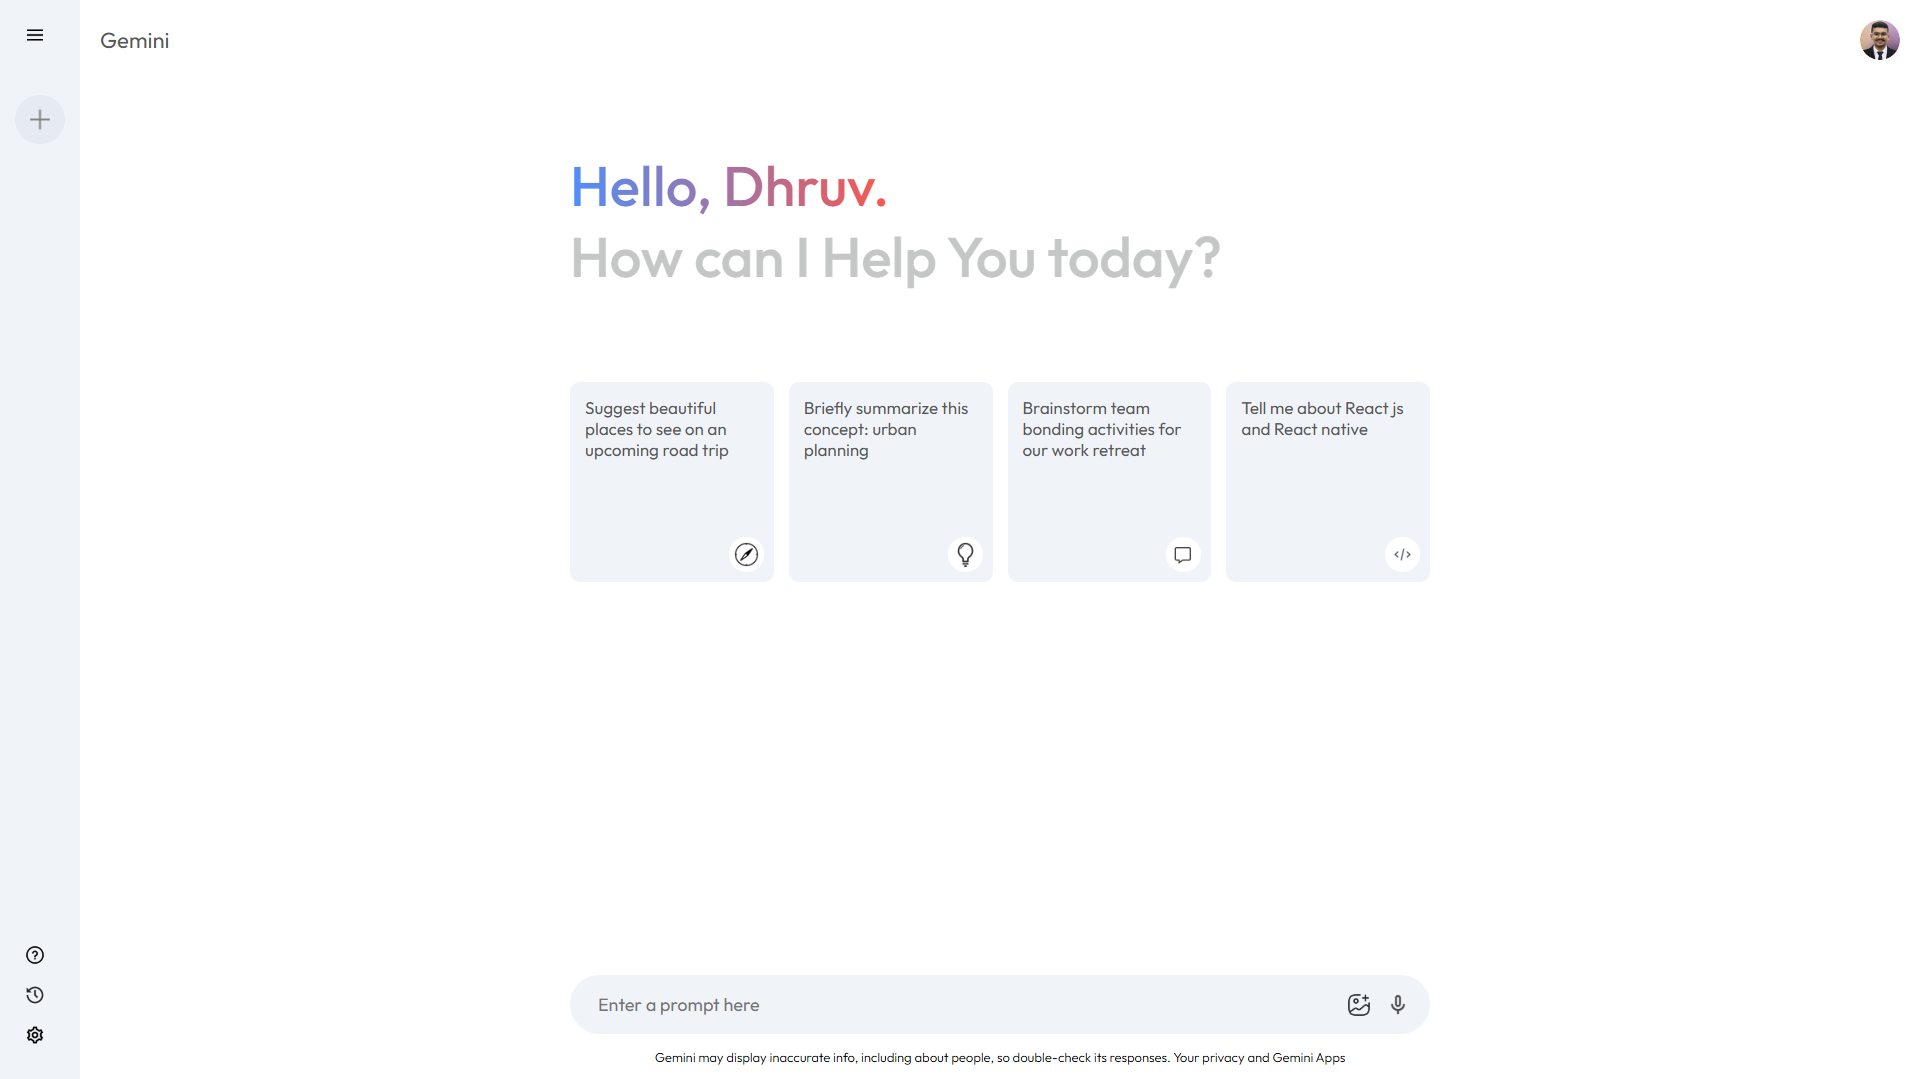 Gemini
Hello, Dhruv.
How can I Help You today?
Suggest beautiful
places to see on an
upcoming road trip
Briefly summarize this
concept: urban
planning
Brainstorm team
bonding activities for
our work retreat
Tell me about React js
and React native
Enter a prompt here
Gemini may display inaccurate info, including about people, so double-check its responses. Your privacy and Gemini Apps